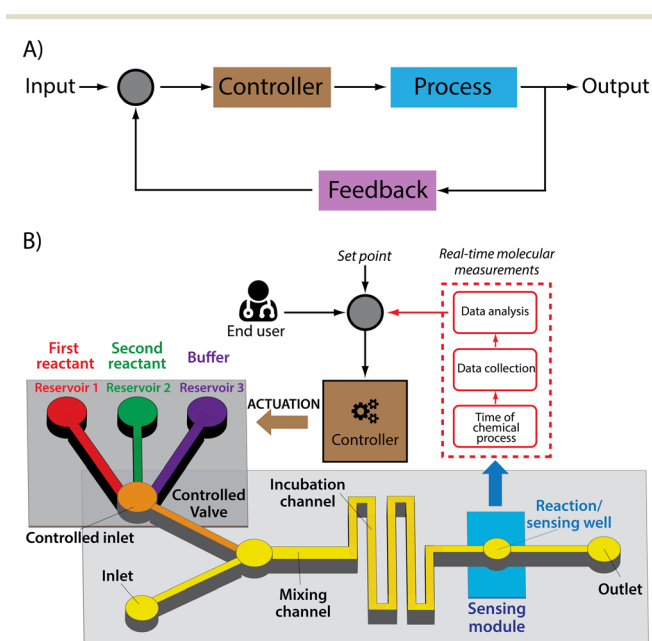 A)
Input
Controller
Process
Output
Feedback
B)
Set point
Real-time molecular
measurements
End user
Data analysis
Data collection
Time of
chemical
process
First
reactant
Second
reactant
Buffer
Reservoir 1
Reservoir 2
Reservoir 3
ACTUATION
Controller
Controlled
Valve
Controlled inlet
Incubation
channel
Reaction/
sensing well
Inlet
Mixing
channel
Sensing
module
Outlet